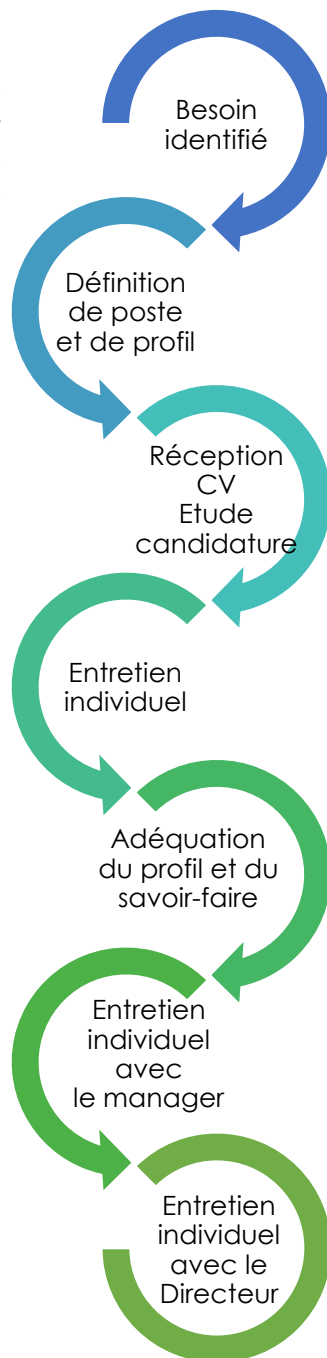 Besoin
identifié
Définition
de poste
et de profil
Réception
CV
Etude
candidature
Entretien
individuel
Adéquation
du profil et du
savoir-faire
Entretien
individuel
avec
le manager
Entretien
individuel
avec le
Directeur